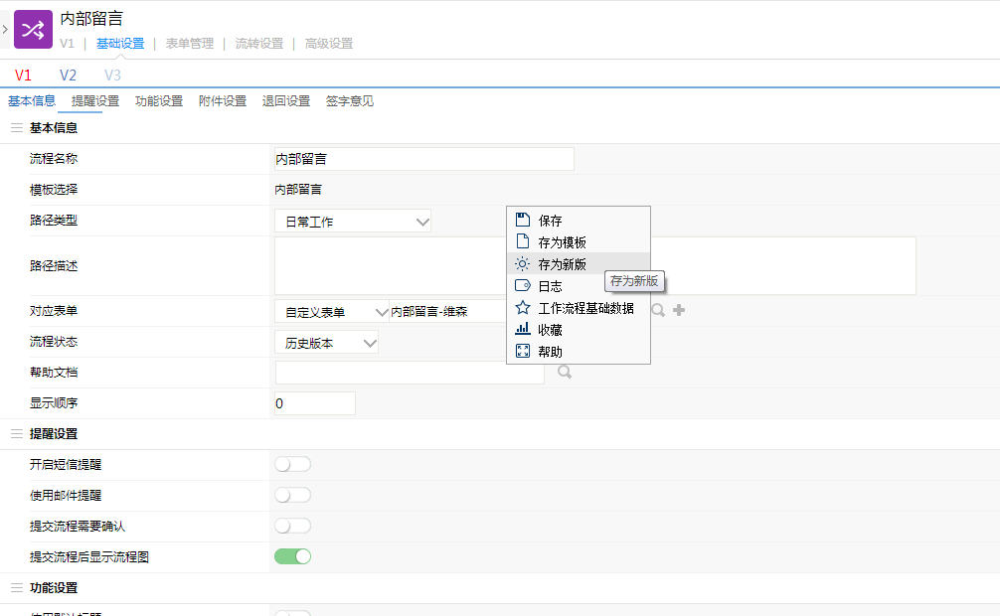 内部留言
V1 | 基础设置 | 表单管理 | 流转设置 | 高级设置
V1 V2 V3
基本信息 提醒设置 功能设置 附件设置 退回设置 签字意见
基本信息
流程名称 内部留言
模板选择 内部留言
路径类型 日常工作
路径描述
对应表单 自定义表单 内部留言-维森
流程状态 历史版本
帮助文档
显示顺序 0
保存
存为模板
存为新版
存为新版
日志
工作流程基础数据
收藏
帮助
提醒设置
开启短信提醒
使用邮件提醒
提交流程需要确认
提交流程后显示流程图
功能设置